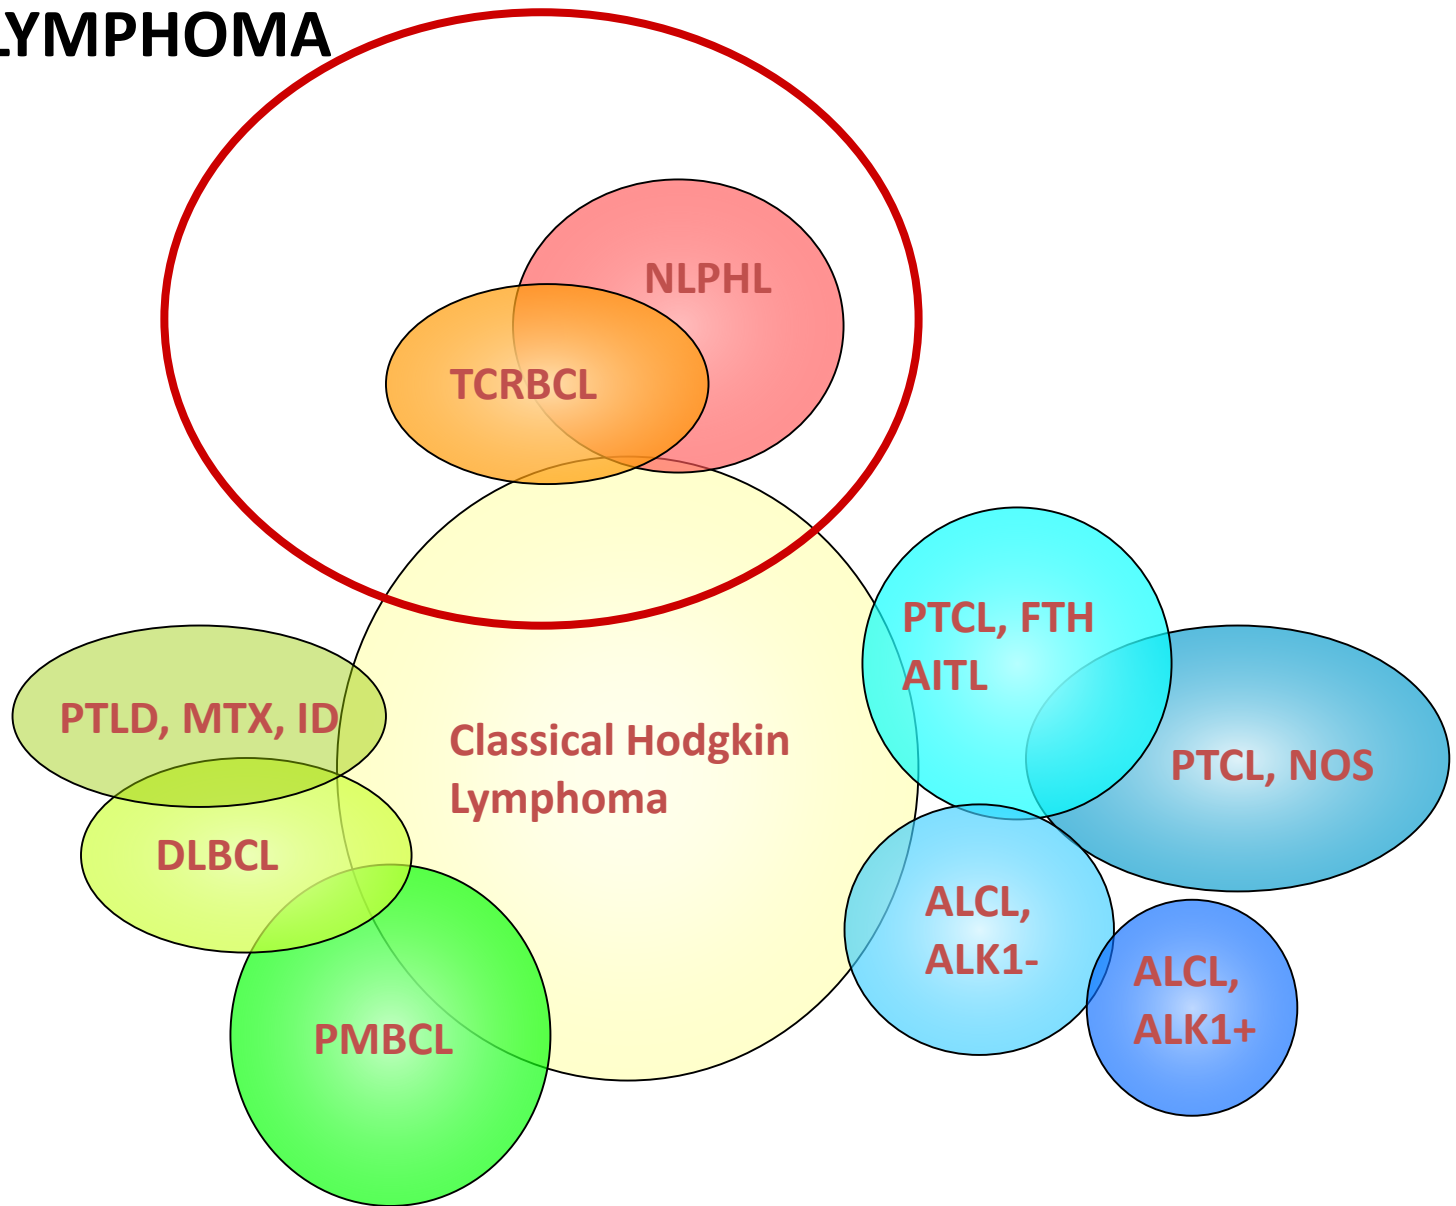 LYMPHOMA
NLPHL
TCRBCL
PTCL, FTH
AITL
PTLD, MTX, ID
Classical Hodgkin
Lymphoma
PTCL, NOS
DLBCL
ALCL,
ALK1-
ALCL,
ALK1+
PMBCL